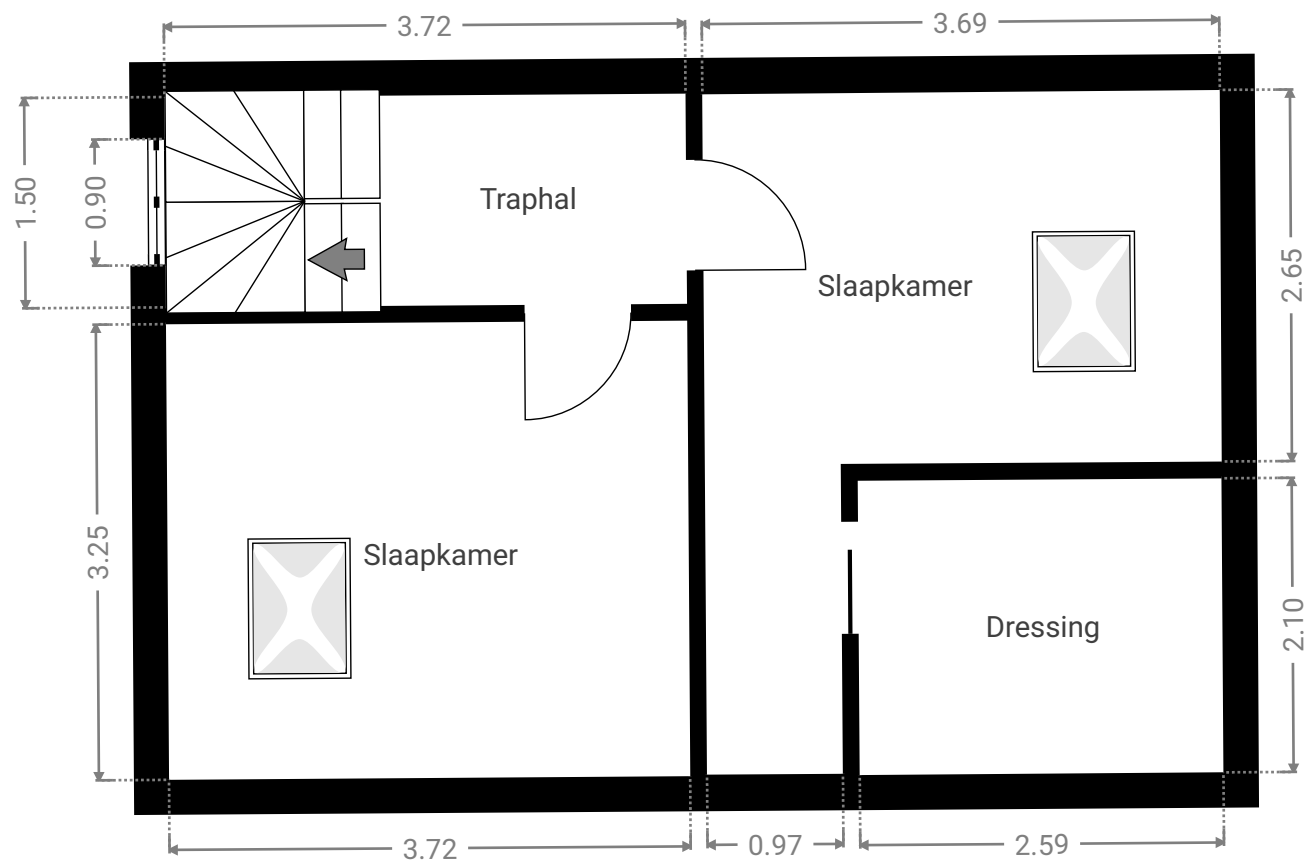 3.72
3.69
1.50
0.90
Traphal
Slaapkamer
2.65
3.25
Slaapkamer
Dressing
2.10
3.72
0.97
2.59